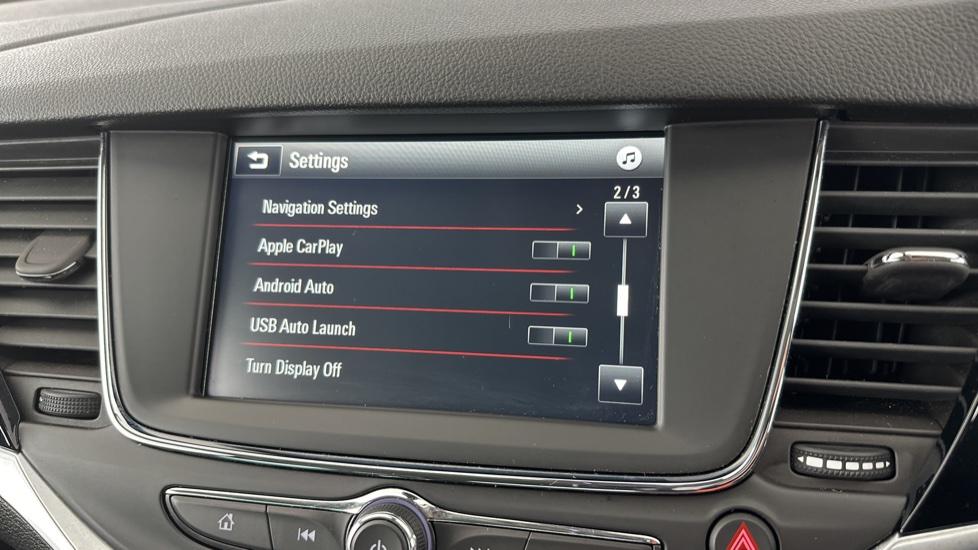 Settings
2/3
Navigation Settings >
Apple CarPlay
Android Auto
USB Auto Launch
Turn Display Off